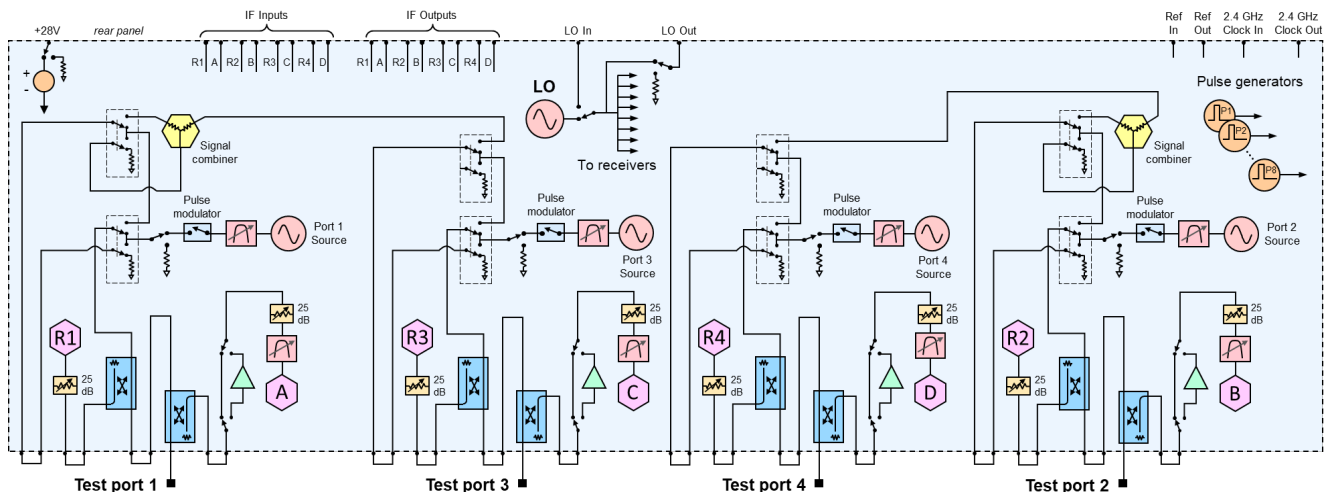 IF Inputs
IF Outputs
+28V
rear panel
LO In
LO Out
Ref In
Ref Out
2.4 GHz Clock In
2.4 GHz Clock Out
R1 A R2 B R3 C R4 D
R1 A R2 B R3 C R4 D
+
-
LO
To receivers
Pulse generators
P1
P2
P8
Signal combiner
Signal combiner
Pulse modulator
Port 1 Source
Pulse modulator
Port 3 Source
Pulse modulator
Port 4 Source
Pulse modulator
Port 2 Source
R1
25 dB
25 dB
A
R3
25 dB
25 dB
C
R4
25 dB
25 dB
D
R2
25 dB
25 dB
B
Test port 1
Test port 3
Test port 4
Test port 2